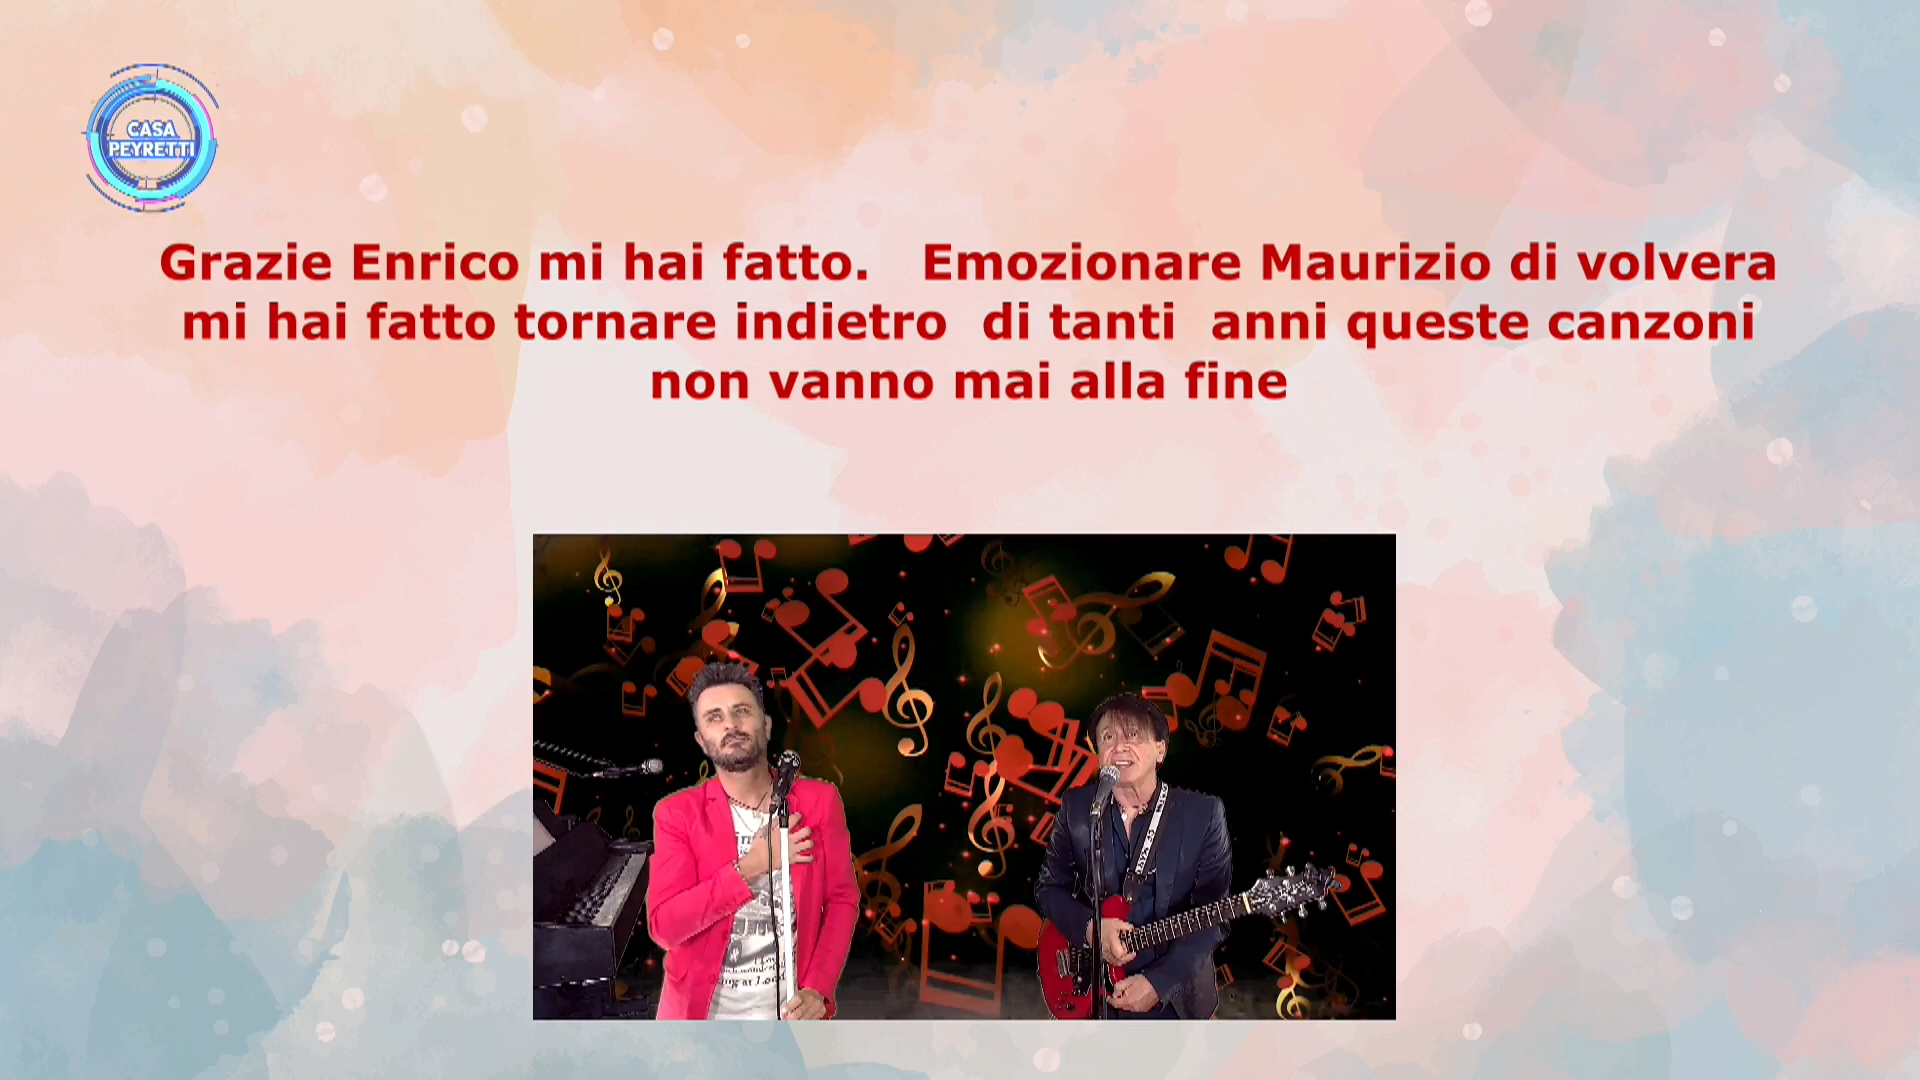 CASA
PEYRETTI
Grazie Enrico mi hai fatto. Emozionare Maurizio di volvera
mi hai fatto tornare indietro di tanti anni queste canzoni
non vanno mai alla fine